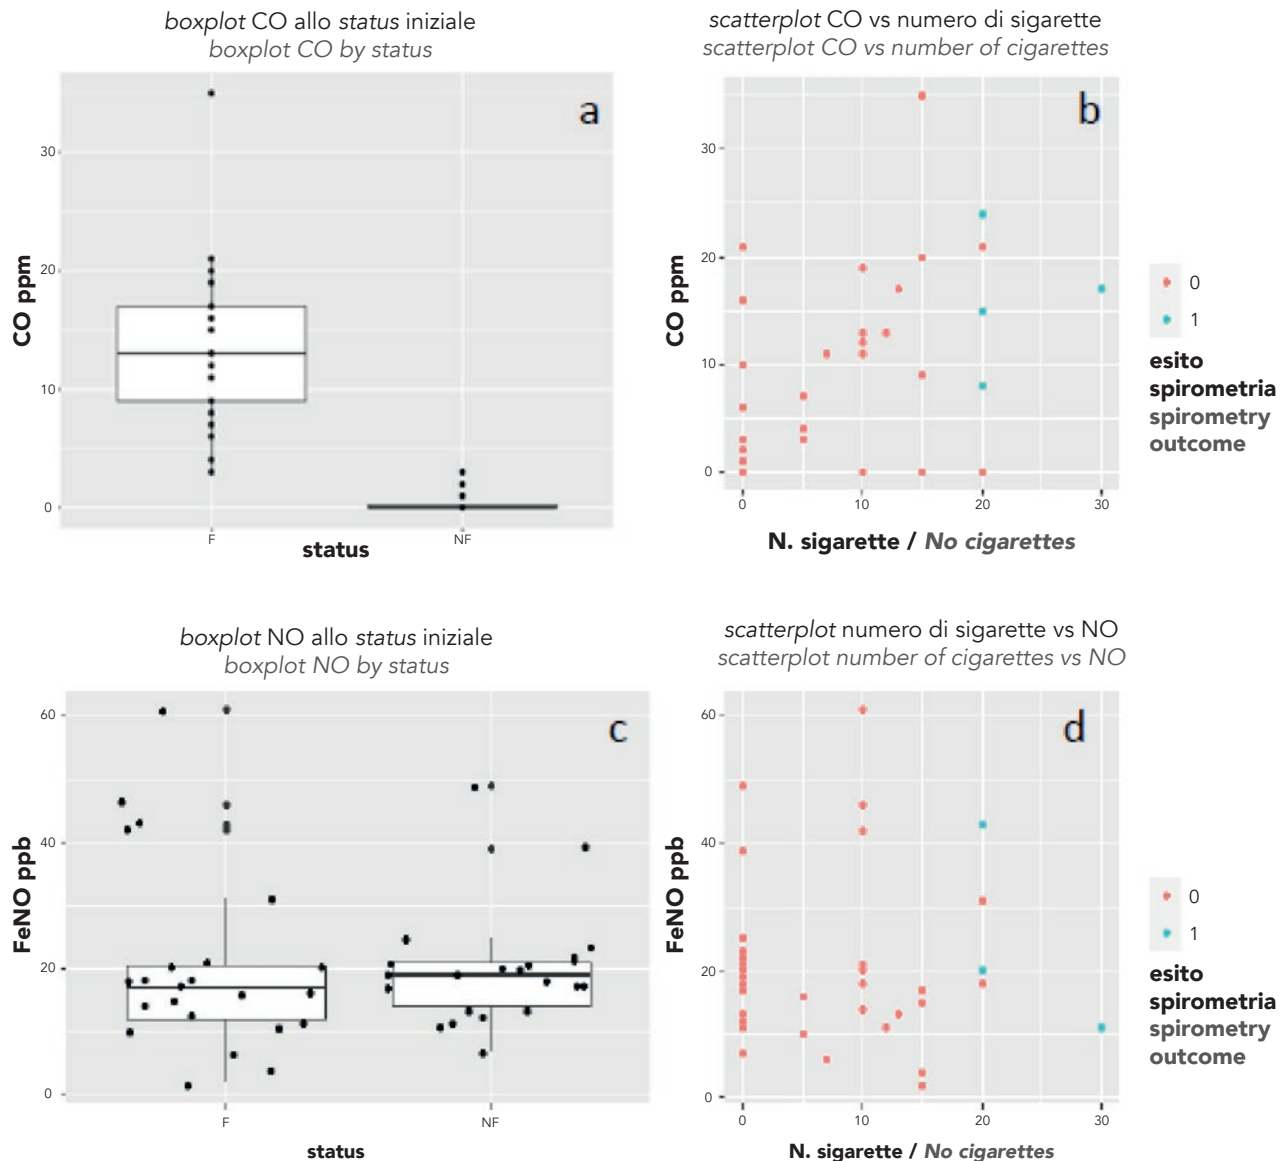 boxplot CO allo status iniziale
boxplot CO by status
a
30
20
10
0
CO ppm
F
NF
status
scatterplot CO vs numero di sigarette
scatterplot CO vs number of cigarettes
b
30
20
10
0
CO ppm
0
10
20
30
N. sigarette / No cigarettes
0
1
esito
spirometria
spirometry
outcome
boxplot NO allo status iniziale
boxplot NO by status
c
60
40
20
0
FeNO ppb
F
NF
status
scatterplot numero di sigarette vs NO
scatterplot number of cigarettes vs NO
d
60
40
20
0
FeNO ppb
0
10
20
30
N. sigarette / No cigarettes
0
1
esito
spirometria
spirometry
outcome